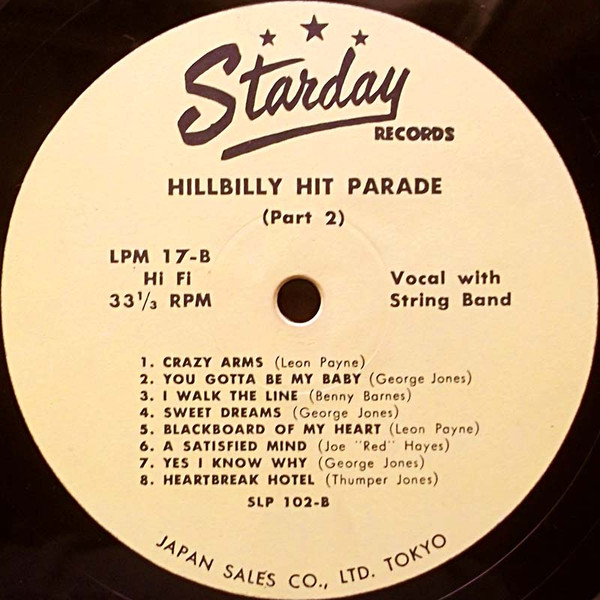 Starday
RECORDS
HILLBILLY HIT PARADE
(Part 2)
LPM 17-B
Hi Fi
33 1/3 RPM
Vocal with
String Band
1. CRAZY ARMS (Leon Payne)
2. YOU GOTTA BE MY BABY (George Jones)
3. I WALK THE LINE (Benny Barnes)
4. SWEET DREAMS (George Jones)
5. BLACKBOARD OF MY HEART (Leon Payne)
6. A SATISFIED MIND (Joe "Red" Hayes)
7. YES I KNOW WHY (George Jones)
8. HEARTBREAK HOTEL (Thumper Jones)
SLP 102-B
JAPAN SALES CO., LTD. TOKYO